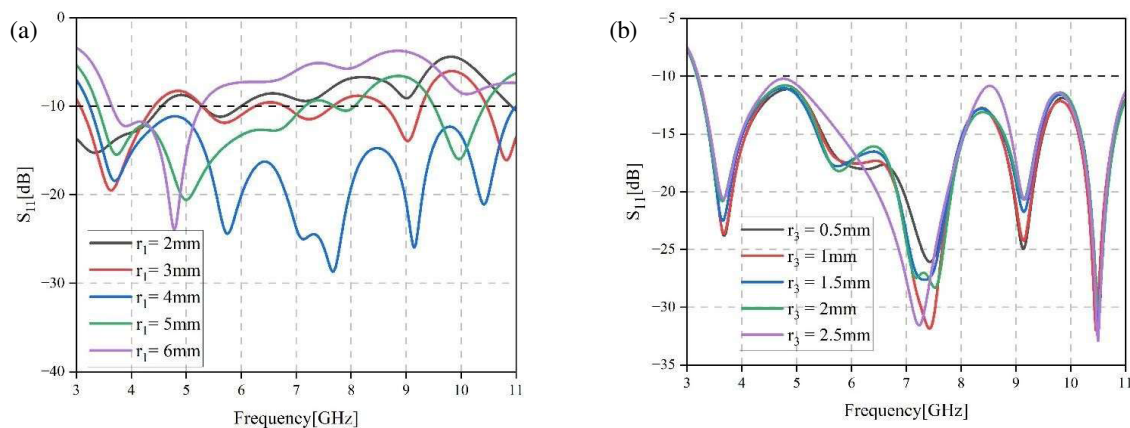 (a)
0
−10
−20
−30
−40
S₁₁[dB]
r₁= 2mm
r₁= 3mm
r₁= 4mm
r₁= 5mm
r₁= 6mm
3 4 5 6 7 8 9 10 11
Frequency[GHz]
(b)
−5
−10
−15
−20
−25
−30
−35
S₁₁[dB]
r₃ = 0.5mm
r₃ = 1mm
r₃ = 1.5mm
r₃ = 2mm
r₃ = 2.5mm
3 4 5 6 7 8 9 10 11
Frequency[GHz]